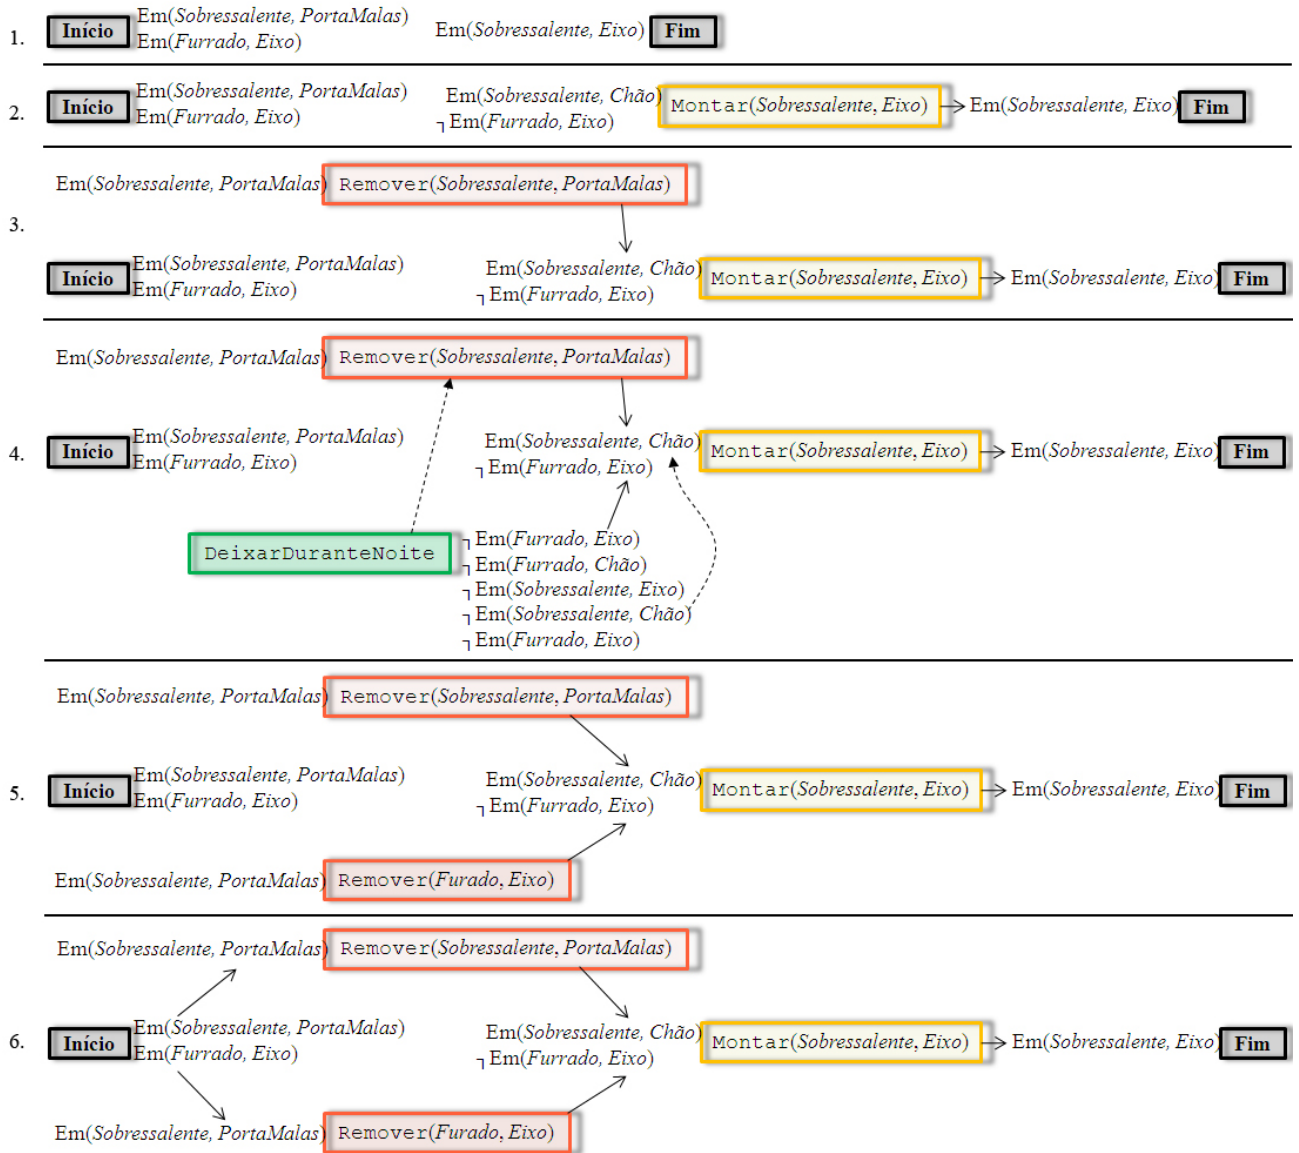 1. Início Em(Sobressalente, PortaMalas) Em(Sobressalente, Eixo) Fim
Em(Furrado, Eixo)
2. Início Em(Sobressalente, PortaMalas) Em(Sobressalente, Chão) Montar(Sobressalente, Eixo) Em(Sobressalente, Eixo) Fim
Em(Furrado, Eixo) ┐Em(Furrado, Eixo)
Em(Sobressalente, PortaMalas) Remover(Sobressalente, PortaMalas)
3.
Início Em(Sobressalente, PortaMalas) Em(Sobressalente, Chão) Montar(Sobressalente, Eixo) Em(Sobressalente, Eixo) Fim
Em(Furrado, Eixo) ┐Em(Furrado, Eixo)
Em(Sobressalente, PortaMalas) Remover(Sobressalente, PortaMalas)
4. Início Em(Sobressalente, PortaMalas) Em(Sobressalente, Chão) Montar(Sobressalente, Eixo) Em(Sobressalente, Eixo) Fim
Em(Furrado, Eixo) ┐Em(Furrado, Eixo)
DeixarDuranteNoite ┐Em(Furrado, Eixo)
┐Em(Furrado, Chão)
┐Em(Sobressalente, Eixo)
┐Em(Sobressalente, Chão)
┐Em(Furrado, Eixo)
Em(Sobressalente, PortaMalas) Remover(Sobressalente, PortaMalas)
5. Início Em(Sobressalente, PortaMalas) Em(Sobressalente, Chão) Montar(Sobressalente, Eixo) Em(Sobressalente, Eixo) Fim
Em(Furrado, Eixo) ┐Em(Furrado, Eixo)
Em(Sobressalente, PortaMalas) Remover(Furado, Eixo)
Em(Sobressalente, PortaMalas) Remover(Sobressalente, PortaMalas)
6. Início Em(Sobressalente, PortaMalas) Em(Sobressalente, Chão) Montar(Sobressalente, Eixo) Em(Sobressalente, Eixo) Fim
Em(Furrado, Eixo) ┐Em(Furrado, Eixo)
Em(Sobressalente, PortaMalas) Remover(Furado, Eixo)